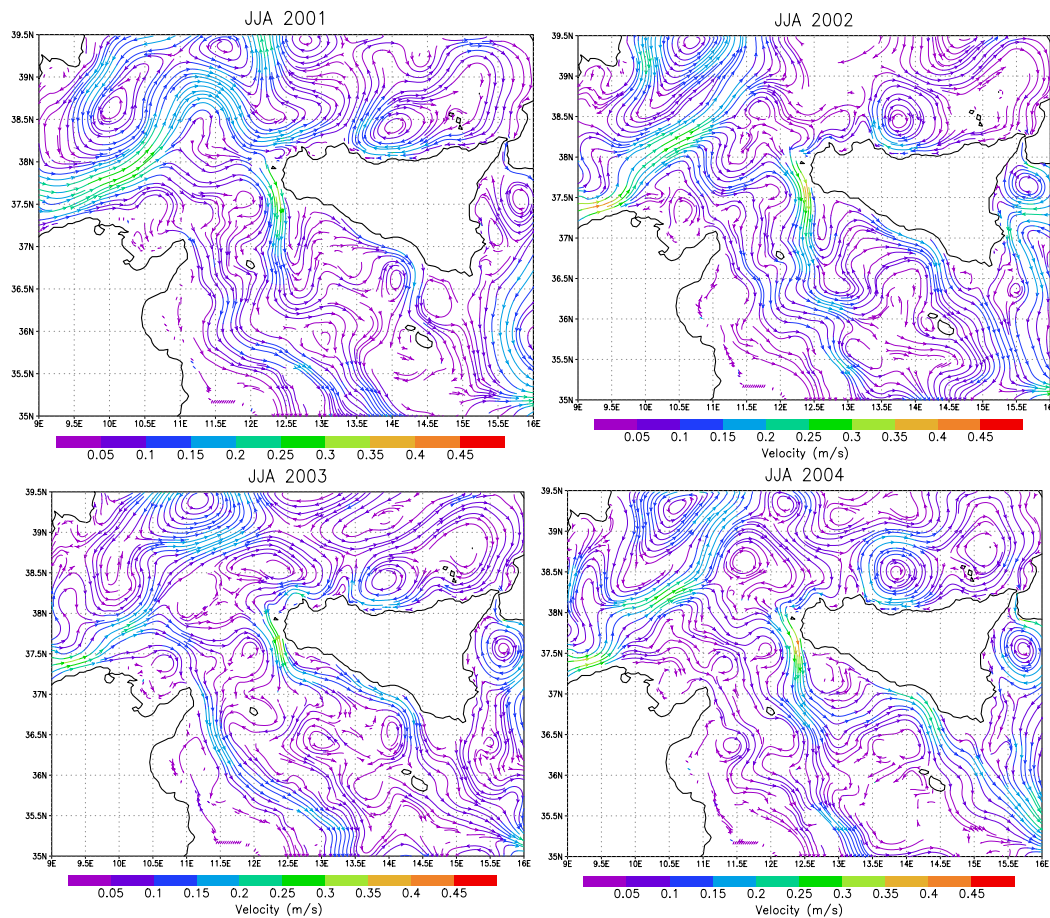 JJA 2001
39.5N
39N
38.5N
38N
37.5N
37N
36.5N
36N
35.5N
35N
9E 9.5E 10E 10.5E 11E 11.5E 12E 12.5E 13E 13.5E 14E 14.5E 15E 15.5E 16E
0.05 0.1 0.15 0.2 0.25 0.3 0.35 0.4 0.45
JJA 2002
39.5N
39N
38.5N
38N
37.5N
37N
36.5N
36N
35.5N
35N
9E 9.5E 10E 10.5E 11E 11.5E 12E 12.5E 13E 13.5E 14E 14.5E 15E 15.5E 16E
0.05 0.1 0.15 0.2 0.25 0.3 0.35 0.4 0.45
Velocity (m/s)
JJA 2003
39.5N
39N
38.5N
38N
37.5N
37N
36.5N
36N
35.5N
35N
9E 9.5E 10E 10.5E 11E 11.5E 12E 12.5E 13E 13.5E 14E 14.5E 15E 15.5E 16E
0.05 0.1 0.15 0.2 0.25 0.3 0.35 0.4 0.45
Velocity (m/s)
JJA 2004
39.5N
39N
38.5N
38N
37.5N
37N
36.5N
36N
35.5N
35N
9E 9.5E 10E 10.5E 11E 11.5E 12E 12.5E 13E 13.5E 14E 14.5E 15E 15.5E 16E
0.05 0.1 0.15 0.2 0.25 0.3 0.35 0.4 0.45
Velocity (m/s)